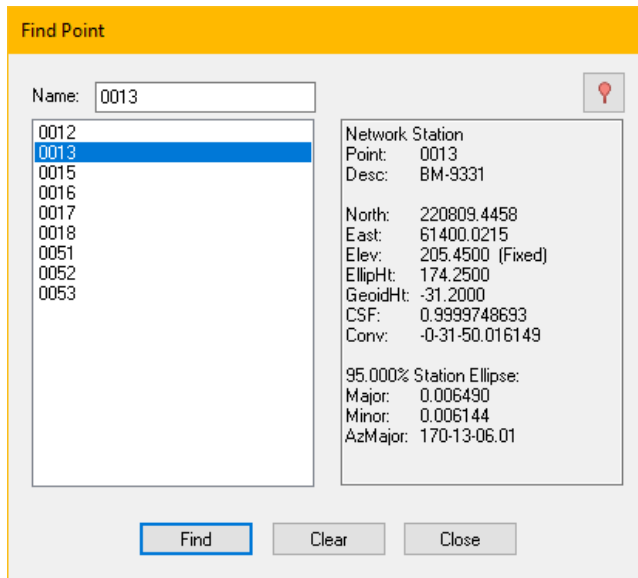 Find Point
Name: 0013
0012
0013
0015
0016
0017
0018
0051
0052
0053
Network Station
Point: 0013
Desc: BM-9331
North: 220809.4458
East: 61400.0215
Elev: 205.4500 (Fixed)
EllipHt: 174.2500
GeoidHt: -31.2000
CSF: 0.9999748693
Conv: -0-31-50.016149
95.000% Station Ellipse:
Major: 0.006490
Minor: 0.006144
AzMajor: 170-13-06.01
Find Clear Close